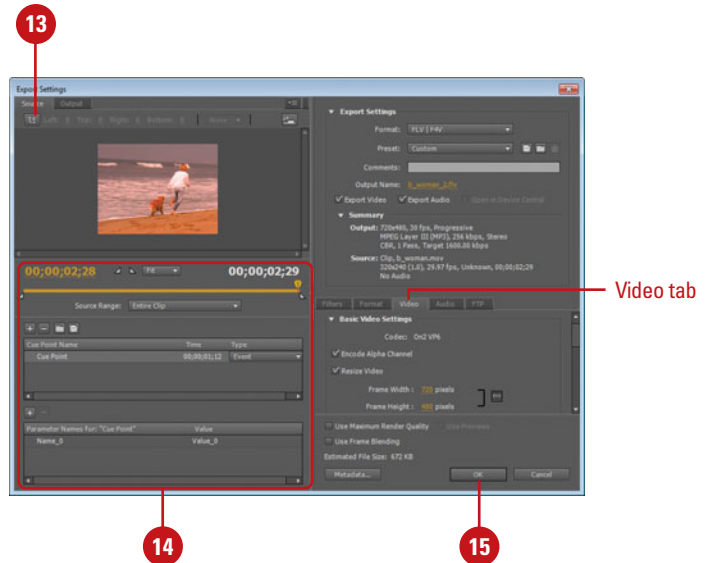 13
Export Settings
Source Output
Left: 0 Top: 0 Right: 0 Bottom: 0 None
Export Settings
Format: FLV | F4V
Preset: Custom
Comments:
Output Name: b_woman_1.flv
Export Video Export Audio Open in Device Central
Summary
Output: 720x480, 30 fps, Progressive
MPEG Layer III (MP3), 256 kbps, Stereo
CBR, 1 Pass, Target 1600.00 kbps
Source: Clip, b_woman.mov
320x240 (1.0), 29.97 fps, Unknown, 00;00;02;29
No Audio
00;00;02;28 Fit 00;00;02;29
Source Range: Entire Clip
Video tab
Filters Format Video Audio FTP
Basic Video Settings
Codec: On2 VP6
Encode Alpha Channel
Resize Video
Frame Width : 720 pixels
Frame Height : 480 pixels
Cue Point Name Time Type
Cue Point 00;00;01;12 Event
Parameter Names for: "Cue Point" Value
Name_0 Value_0
Use Maximum Render Quality Use Previews
Use Frame Blending
Estimated File Size: 672 KB
Metadata... OK Cancel
14
15